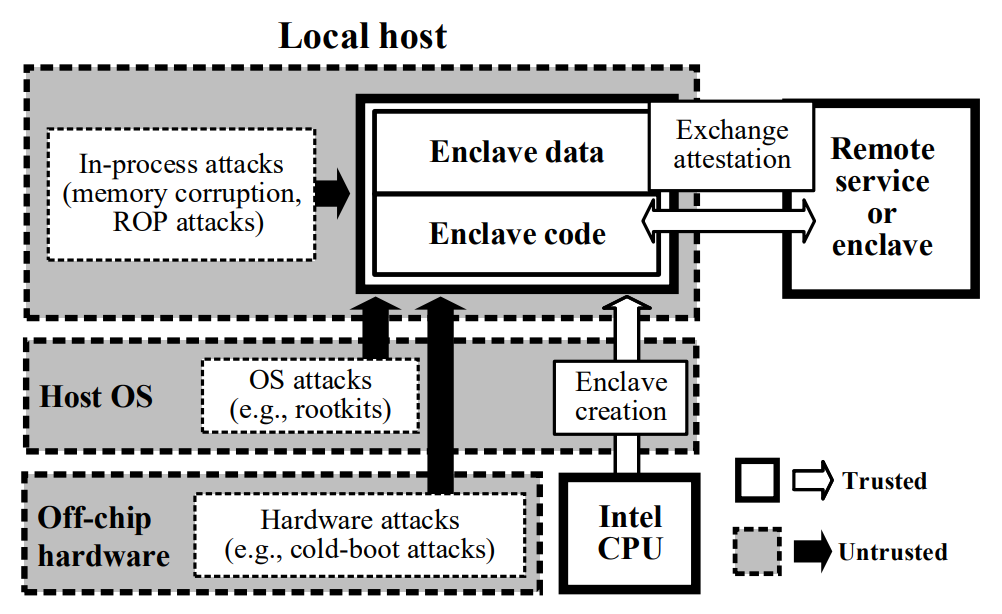 Local host
In-process attacks
(memory corruption,
ROP attacks)
Enclave data
Enclave code
Exchange
attestation
Remote
service
or
enclave
Host OS
OS attacks
(e.g., rootkits)
Enclave
creation
Off-chip
hardware
Hardware attacks
(e.g., cold-boot attacks)
Intel
CPU
Trusted
Untrusted